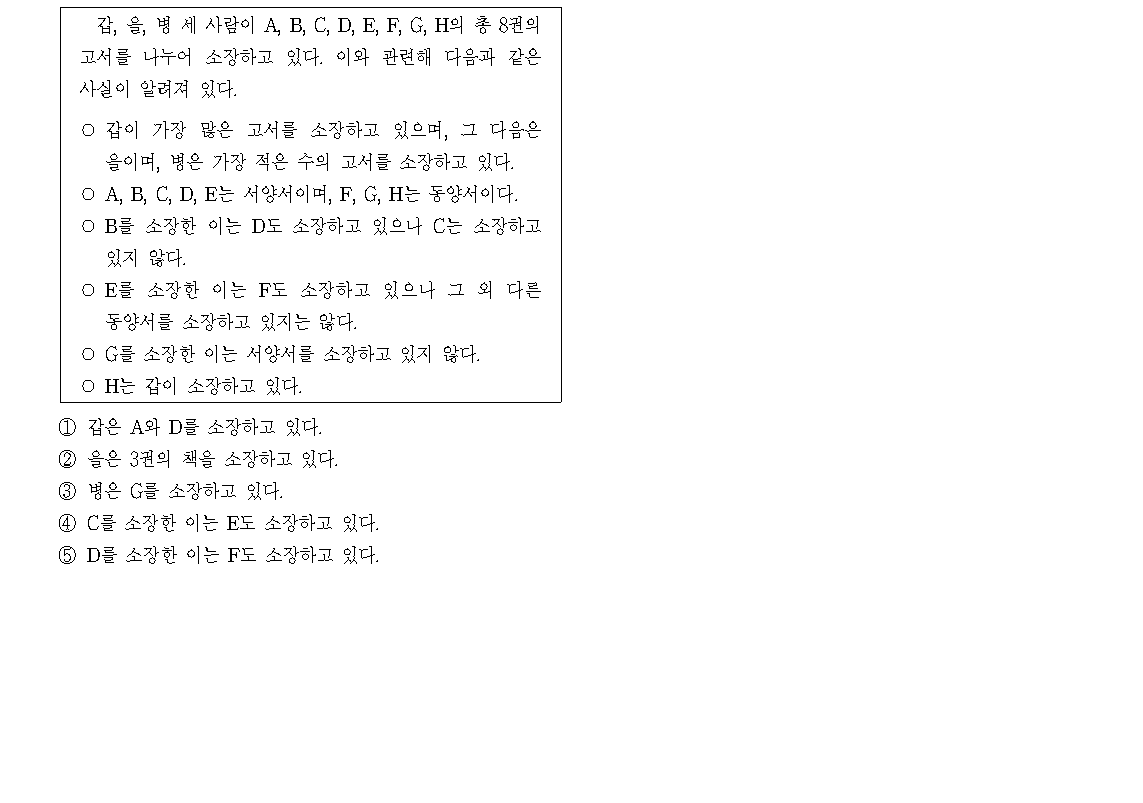 갑, 을, 병 세 사람이 A, B, C, D, E, F, G, H의 총 8권의
고서를 나누어 소장하고 있다. 이와 관련해 다음과 같은
사실이 알려져 있다.
○ 갑이 가장 많은 고서를 소장하고 있으며, 그 다음은
을이며, 병은 가장 적은 수의 고서를 소장하고 있다.
○ A, B, C, D, E는 서양서이며, F, G, H는 동양서이다.
○ B를 소장한 이는 D도 소장하고 있으나 C는 소장하고
있지 않다.
○ E를 소장한 이는 F도 소장하고 있으나 그 외 다른
동양서를 소장하고 있지는 않다.
○ G를 소장한 이는 서양서를 소장하고 있지 않다.
○ H는 갑이 소장하고 있다.
① 갑은 A와 D를 소장하고 있다.
② 을은 3권의 책을 소장하고 있다.
③ 병은 G를 소장하고 있다.
④ C를 소장한 이는 E도 소장하고 있다.
⑤ D를 소장한 이는 F도 소장하고 있다.